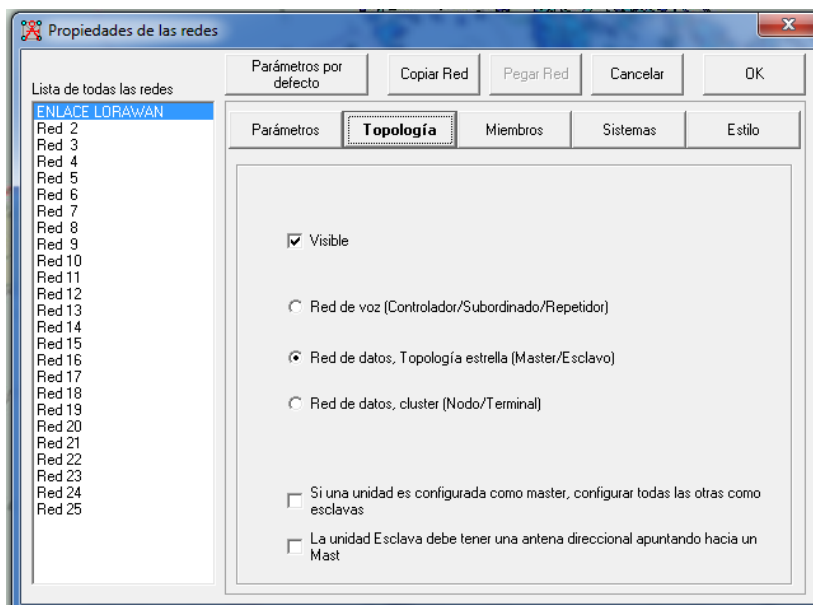 Propiedades de las redes
Lista de todas las redes
Parámetros por
defecto
Copiar Red
Pegar Red
Cancelar
OK
ENLACE LORAWAN
Red 2
Red 3
Red 4
Red 5
Red 6
Red 7
Red 8
Red 9
Red 10
Red 11
Red 12
Red 13
Red 14
Red 15
Red 16
Red 17
Red 18
Red 19
Red 20
Red 21
Red 22
Red 23
Red 24
Red 25
Parámetros
Topología
Miembros
Sistemas
Estilo
Visible
Red de voz (Controlador/Subordinado/Repetidor)
Red de datos, Topología estrella (Master/Esclavo)
Red de datos, cluster (Nodo/Terminal)
Si una unidad es configurada como master, configurar todas las otras como
esclavas
La unidad Esclava debe tener una antena direccional apuntando hacia un
Mast